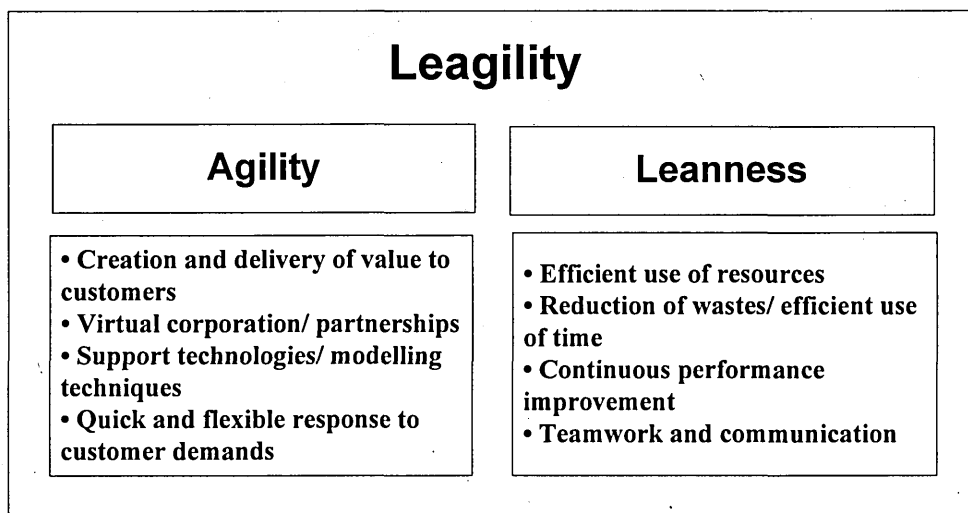 Leagility
Agility
• Creation and delivery of value to
customers
• Virtual corporation/ partnerships
• Support technologies/ modelling
techniques
• Quick and flexible response to
customer demands
Leanness
• Efficient use of resources
• Reduction of wastes/ efficient use
of time
• Continuous performance
improvement
• Teamwork and communication